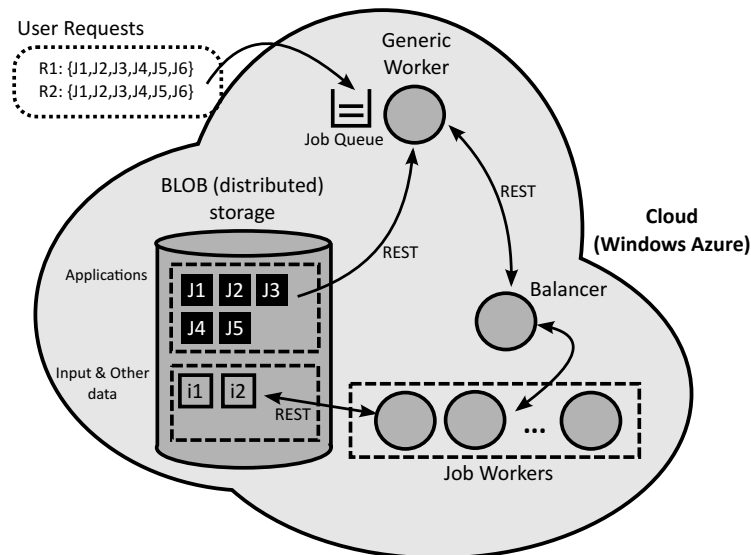 User Requests
R1: {J1,J2,J3,J4,J5,J6}
R2: {J1,J2,J3,J4,J5,J6}
Generic
Worker
Job Queue
BLOB (distributed)
storage
REST
REST
Cloud
(Windows Azure)
Applications
J1 J2 J3
J4 J5
Balancer
Input & Other
data
i1 i2
REST
...
Job Workers